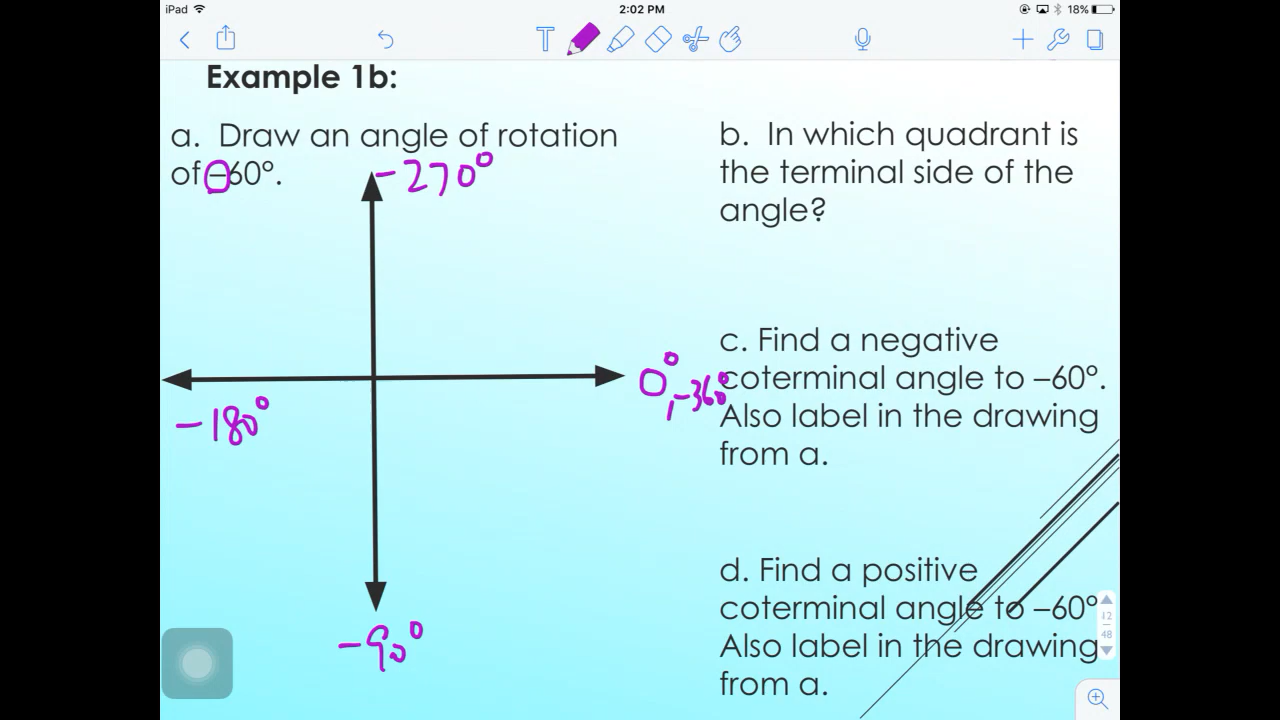 iPad
2:02 PM
18%
T
Example 1b:
a. Draw an angle of rotation
of –60°.
-270°
0°, -360°
-180°
-90°
b. In which quadrant is
the terminal side of the
angle?
c. Find a negative
coterminal angle to –60°.
Also label in the drawing
from a.
d. Find a positive
coterminal angle to –60°
Also label in the drawing
from a.
12
48